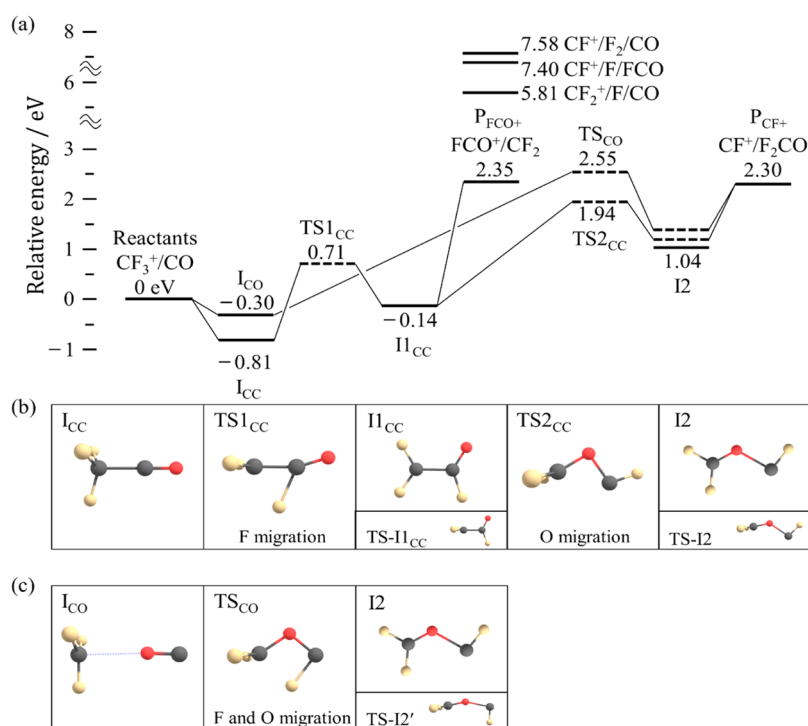 (a)
Relative energy / eV
8
6
3
2
1
0
−1
7.58 CF⁺/F₂/CO
7.40 CF⁺/F/FCO
5.81 CF₂⁺/F/CO
P_FCO+
FCO⁺/CF₂
2.35
TS_CO
2.55
P_CF+
CF⁺/F₂CO
2.30
TS1_CC
0.71
1.94
TS2_CC
Reactants
CF₃⁺/CO
0 eV
I_CO
−0.30
1.04
I2
−0.14
I1_CC
−0.81
I_CC
(b)
I_CC
TS1_CC
F migration
I1_CC
TS-I1_CC
TS2_CC
O migration
I2
TS-I2
(c)
I_CO
TS_CO
F and O migration
I2
TS-I2′